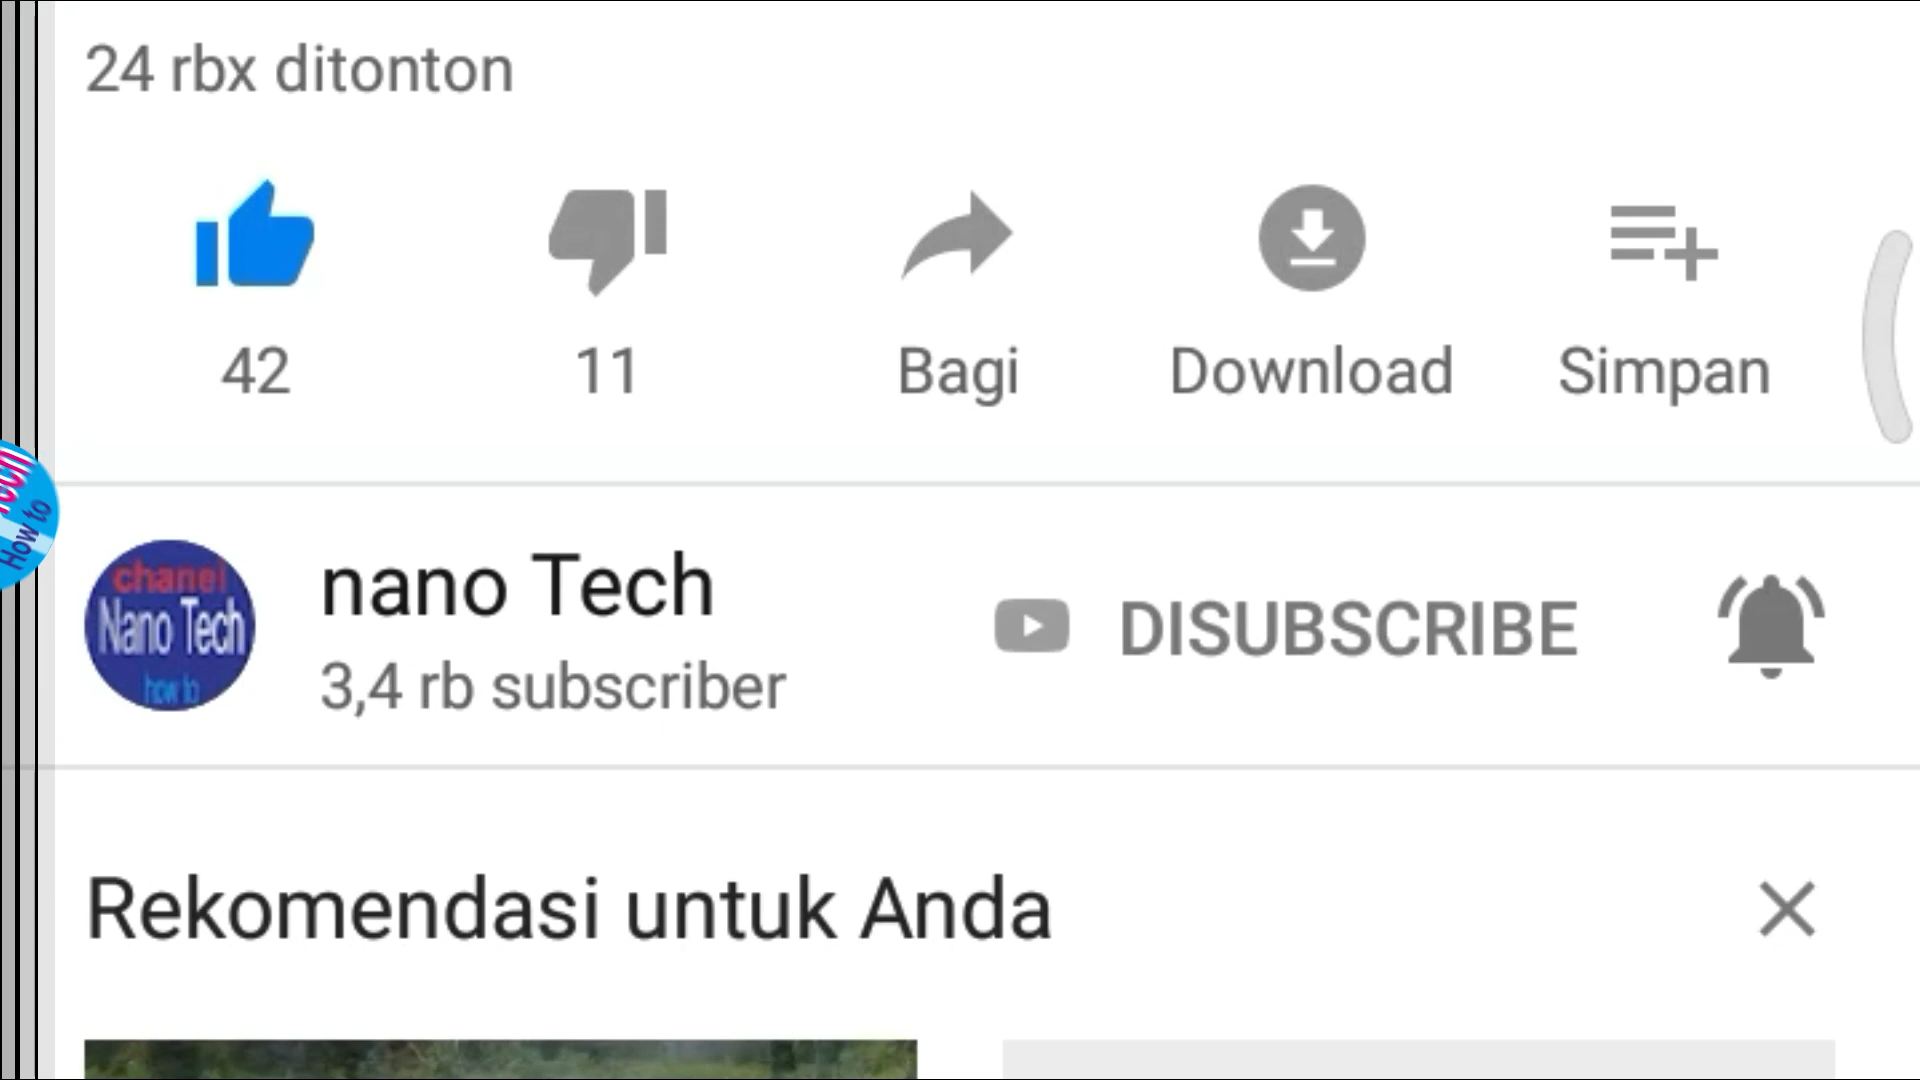 24 rbx ditonton
42
11
Bagi
Download
Simpan
How to
chanel
Nano Tech
how to
nano Tech
3,4 rb subscriber
DISUBSCRIBE
Rekomendasi untuk Anda